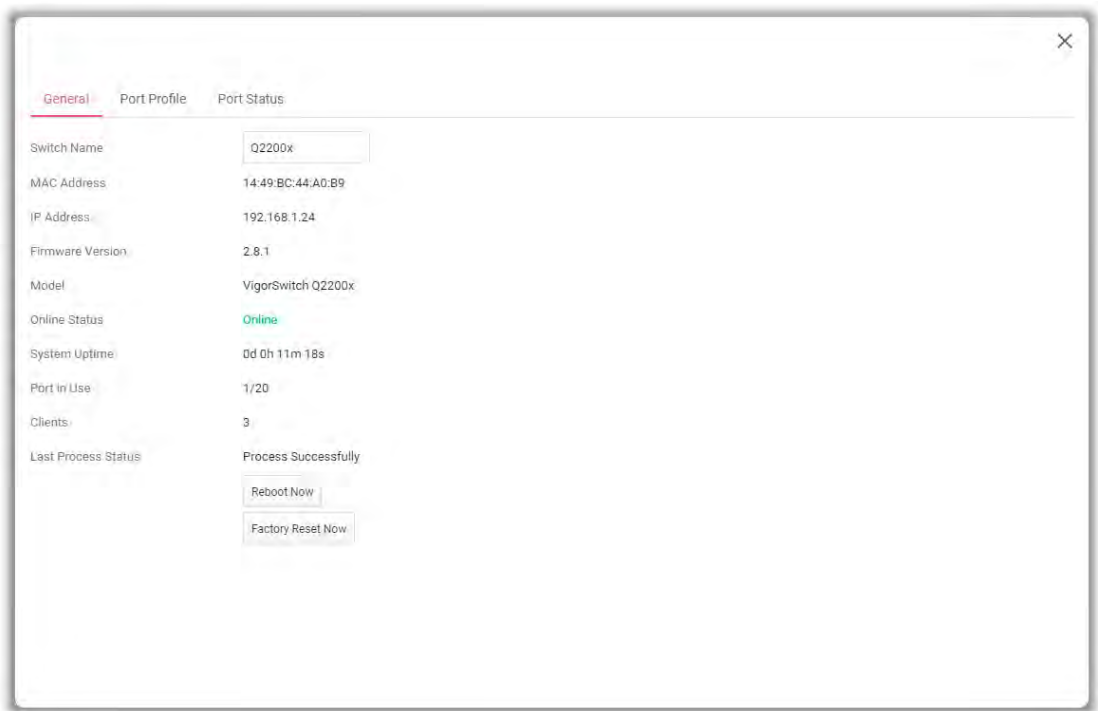 General Port Profile Port Status
Switch Name Q2200x
MAC Address 14:49:BC:44:A0:B9
IP Address 192.168.1.24
Firmware Version 2.8.1
Model VigorSwitch Q2200x
Online Status Online
System Uptime 0d 0h 11m 18s
Port in Use 1/20
Clients 3
Last Process Status Process Successfully
Reboot Now
Factory Reset Now